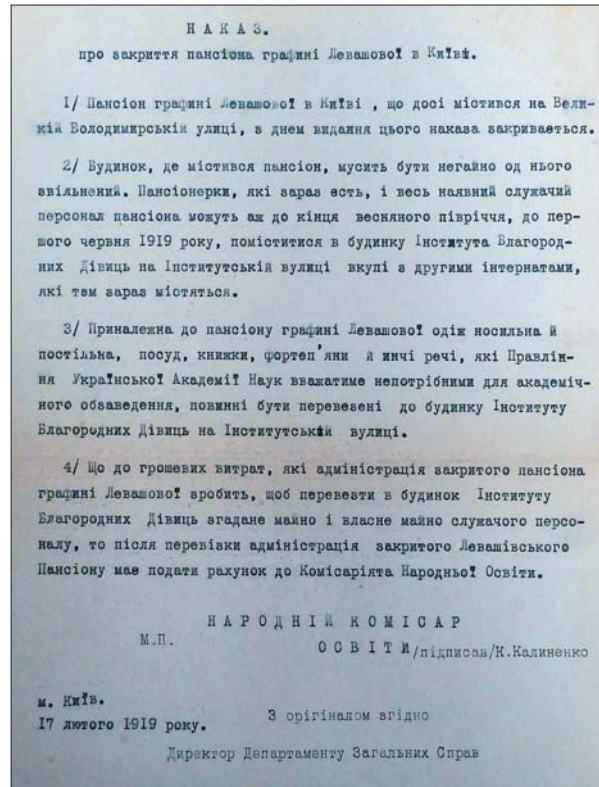 Н А К А З.
про закриття пансіона графині Левашової в Київі.
1/ Пансіон графині Левашової в Київі , що досі містився на Вели-
кій Володимирській улиці, з днем видання цього наказа закривається.
2/ Будинок, де містився пансіон, мусить бути негайно од нього
звільнений. Пансіонерки, які зараз есть, і весь наявний служачий
персонал пансіона можуть аж до кінця весняного півріччя, до пер-
шого червня 1919 року, поміститися в будинку Інститута Благород-
них Дівиць на Інститутській вулиці вкупі з другими інтернатами,
які там зараз містяться.
3/ Приналежна до пансіону графині Левашової одіж носильна й
постільна, посуд, книжки, фортеп'яни й инчі речі, які Правлін-
ня Української Академії Наук вважатиме непотрібними для академіч-
ного обзаведення, повинні бути перевезені до будинку Інституту
Благородних Дівиць на Інститутській вулиці.
4/ Що до грошевих витрат, які адміністрація закритого пансіона
графині Левашової зробить, щоб перевезти в будинок Інституту
Благородних Дівиць згадане майно і власне майно служачого персо-
налу, то після перевізки адміністрація закритого Левашівського
Пансіону має подати рахунок до Комісаріята Народньої Освіти.
Н А Р О Д Н І Й К О М І С А Р
М.П. О С В І Т И/підписав/К.Калиненко
м. Київ.
17 лютого 1919 року. З орігіналом згідно
Директор Департаменту Загальних Справ